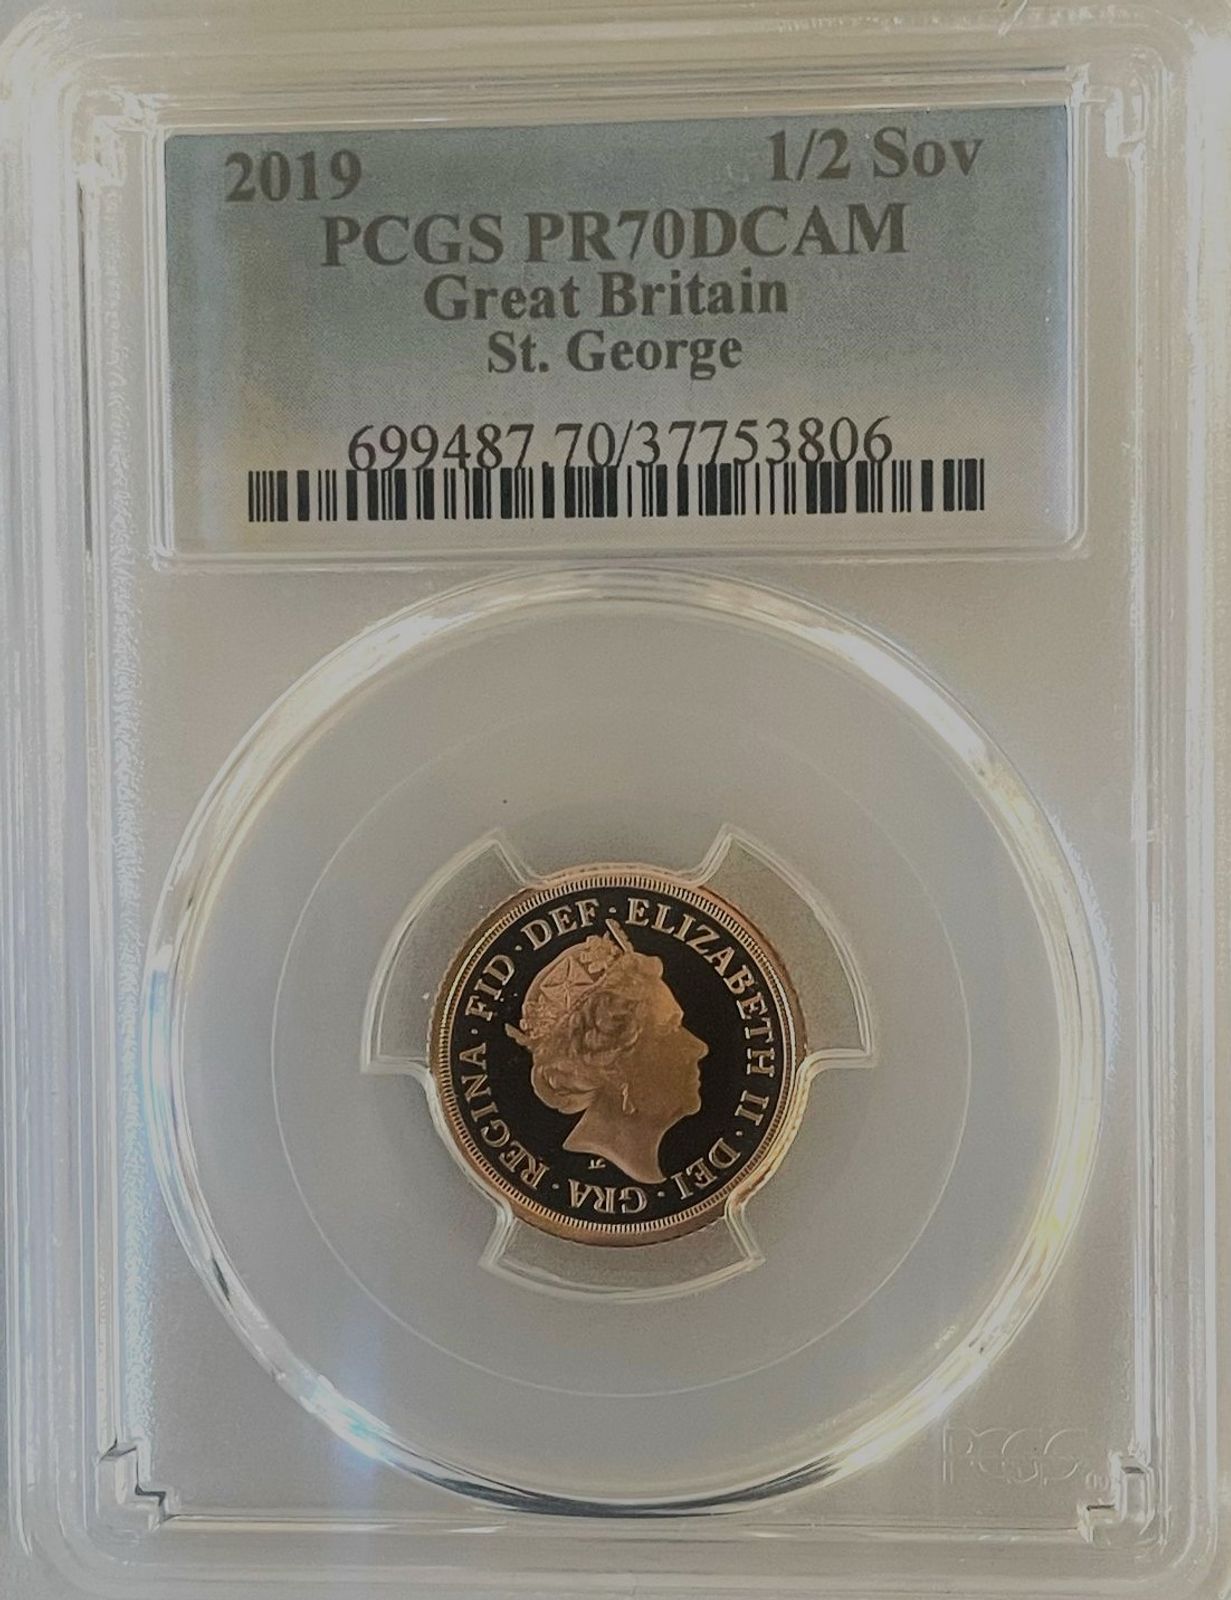 2019 1/2 Sov
PCGS PR70DCAM
Great Britain
St. George
699487.70/37753806
ELIZABETH II · DEI · GRA · REGINA · FID · DEF ·
PCGS